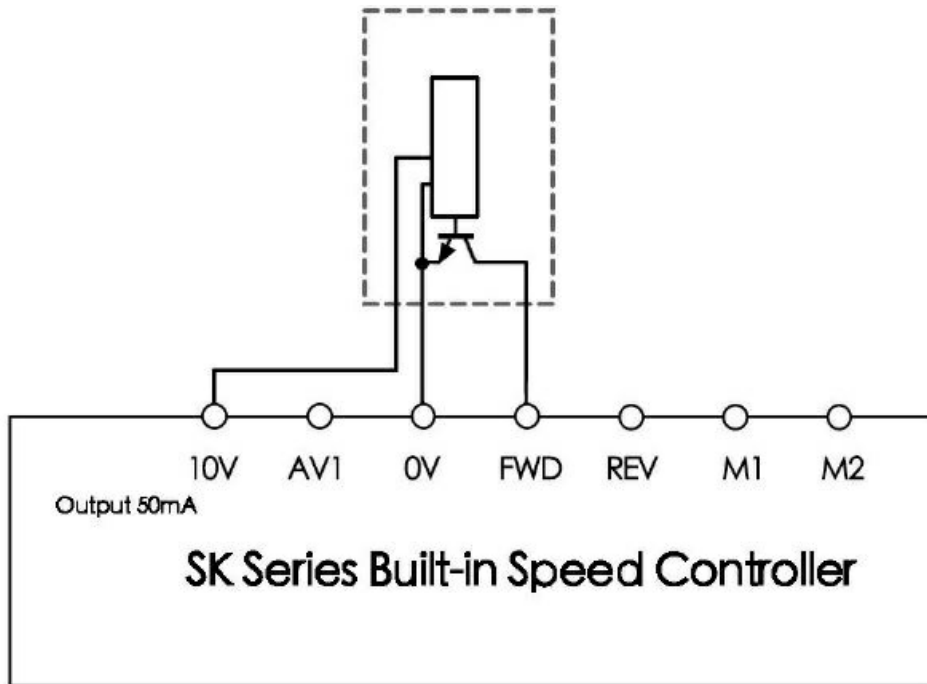 10V AV1 0V FWD REV M1 M2
Output 50mA
SK Series Built-in Speed Controller